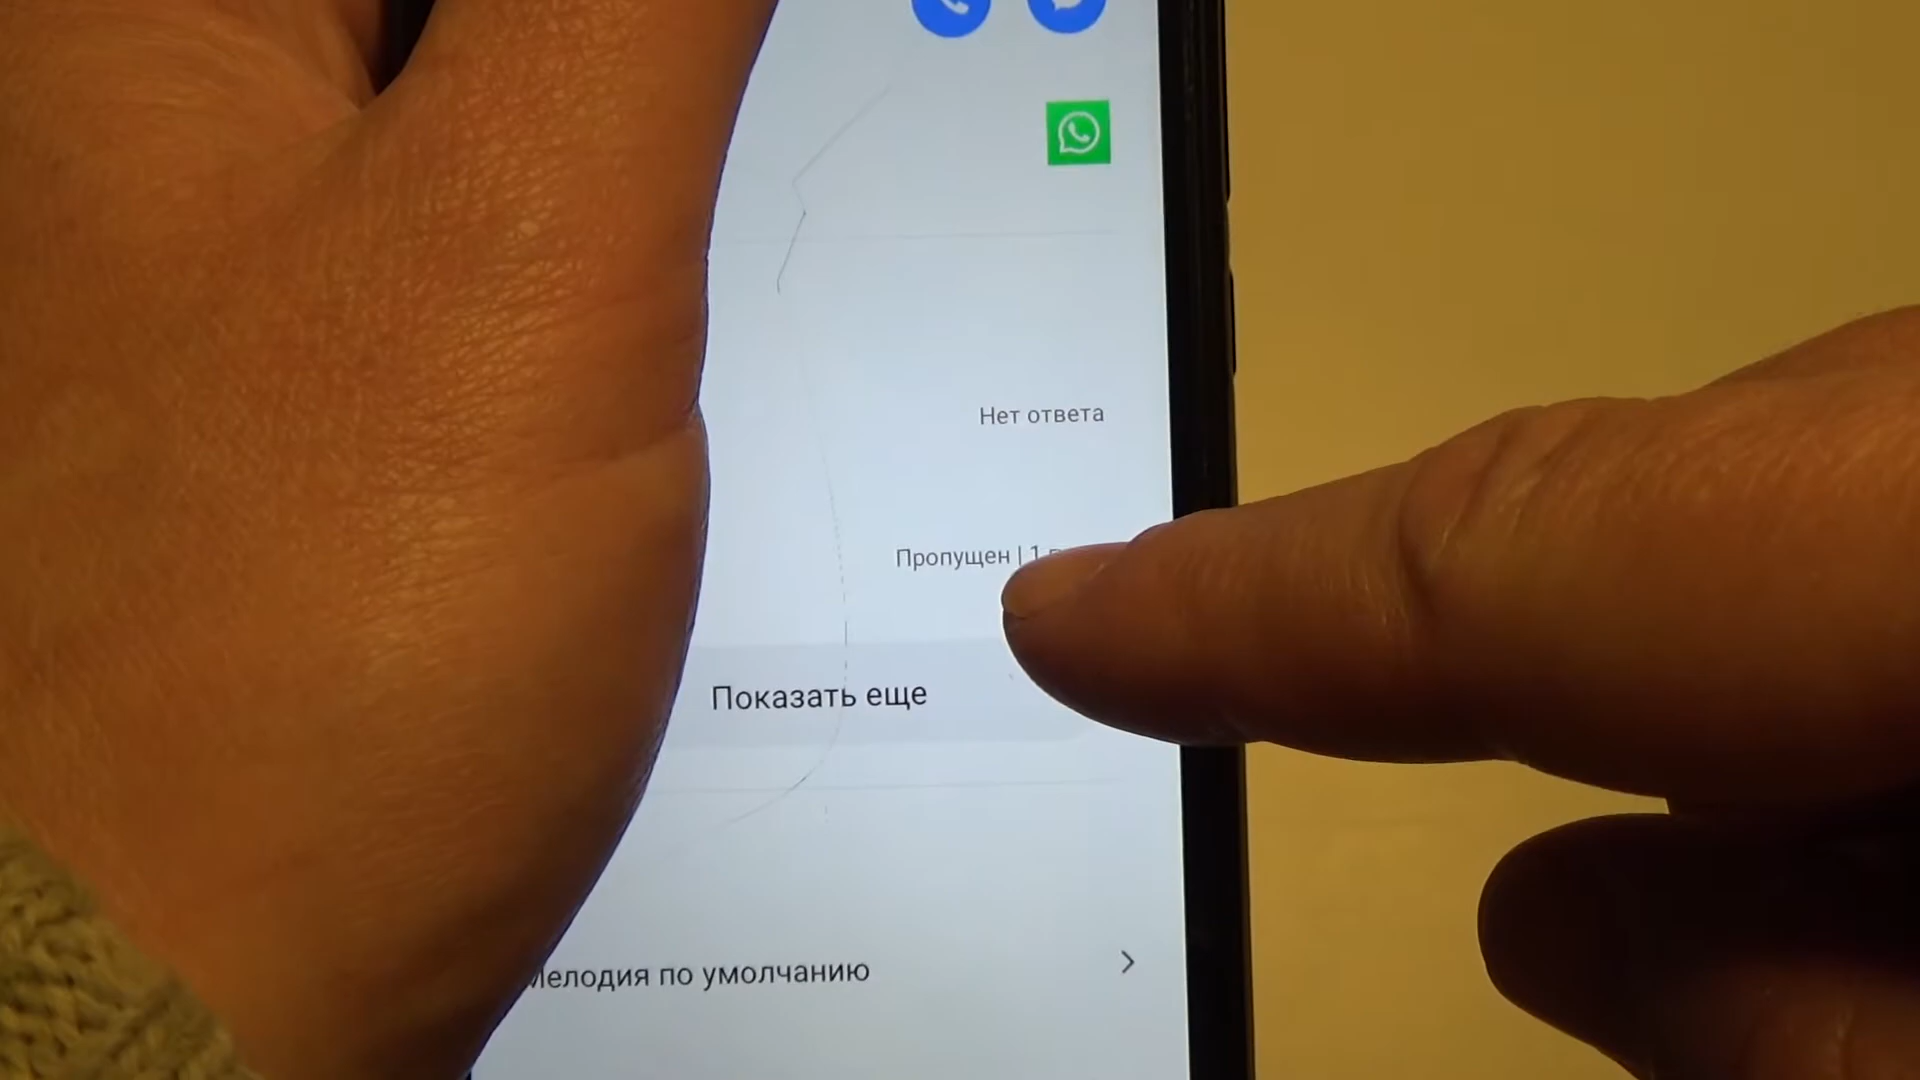 Нет ответа
Пропущен | 1
Показать еще
Мелодия по умолчанию